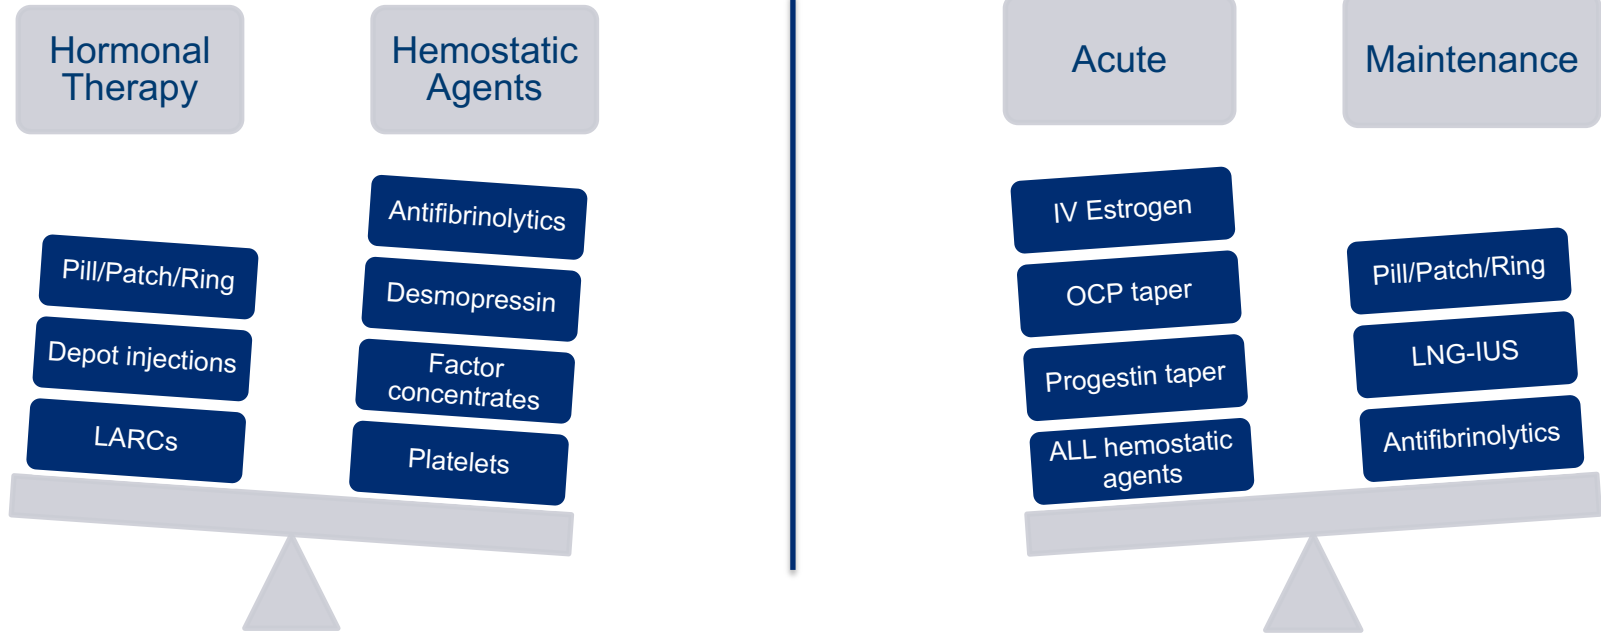 Hormonal
Therapy
Pill/Patch/Ring
Depot injections
LARCs
Hemostatic
Agents
Antifibrinolytics
Desmopressin
Factor
concentrates
Platelets
Acute
IV Estrogen
OCP taper
Progestin taper
ALL hemostatic
agents
Maintenance
Pill/Patch/Ring
LNG-IUS
Antifibrinolytics